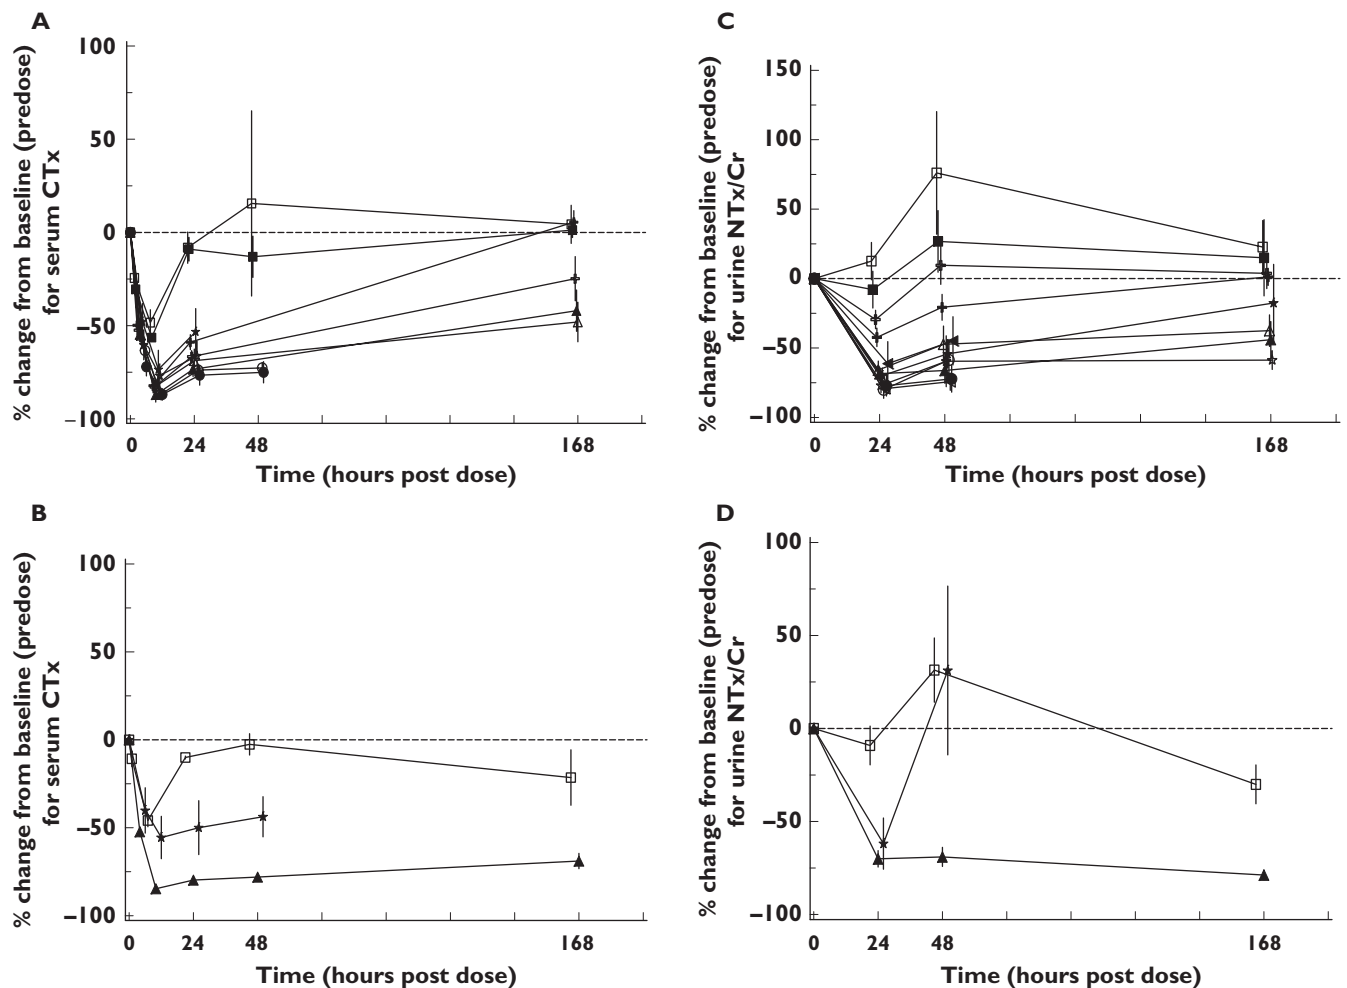 A
% change from baseline (predose)
for serum CTx
100
50
0
–50
–100
0 24 48 168
Time (hours post dose)
C
% change from baseline (predose)
for urine NTx/Cr
150
100
50
0
–50
–100
0 24 48 168
Time (hours post dose)
B
% change from baseline (predose)
for serum CTx
100
50
0
–50
–100
0 24 48 168
Time (hours post dose)
D
% change from baseline (predose)
for urine NTx/Cr
100
50
0
–50
–100
0 24 48 168
Time (hours post dose)